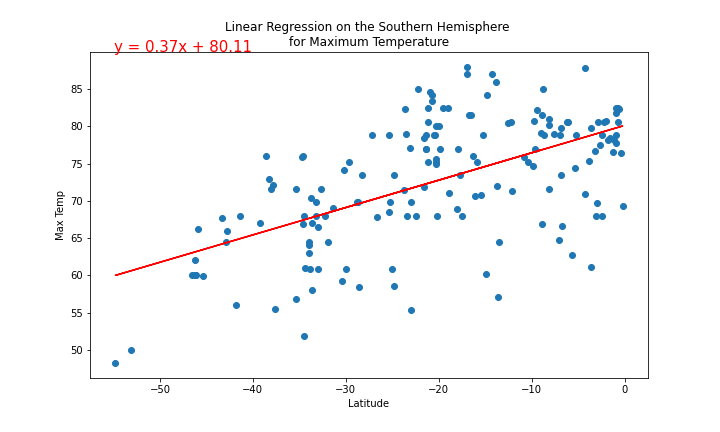 Linear Regression on the Southern Hemisphere
for Maximum Temperature
y = 0.37x + 80.11
Max Temp
85
80
75
70
65
60
55
50
−50
−40
−30
−20
−10
0
Latitude